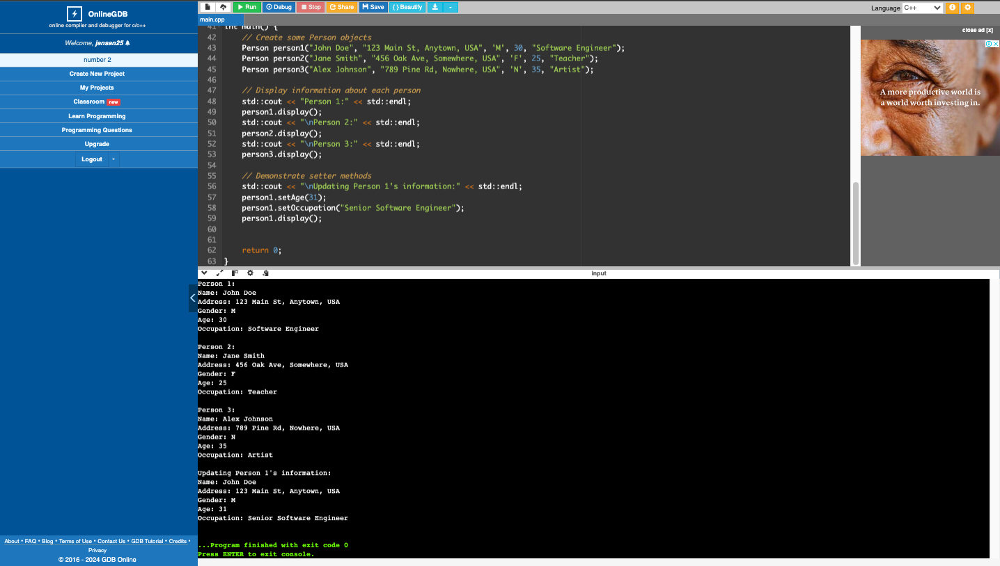 OnlineGDB
online compiler and debugger for c/c++
Welcome, jansan25
number 2
Create New Project
My Projects
Classroom new
Learn Programming
Programming Questions
Upgrade
Logout
About • FAQ • Blog • Terms of Use • Contact Us • GDB Tutorial • Credits •
Privacy
© 2016 - 2024 GDB Online
Run Debug Stop Share Save {} Beautify
Language C++
main.cpp
41 int main() {
42 // Create some Person objects
43 Person person1("John Doe", "123 Main St, Anytown, USA", 'M', 30, "Software Engineer");
44 Person person2("Jane Smith", "456 Oak Ave, Somewhere, USA", 'F', 25, "Teacher");
45 Person person3("Alex Johnson", "789 Pine Rd, Nowhere, USA", 'N', 35, "Artist");
46
47 // Display information about each person
48 std::cout << "Person 1:" << std::endl;
49 person1.display();
50 std::cout << "\nPerson 2:" << std::endl;
51 person2.display();
52 std::cout << "\nPerson 3:" << std::endl;
53 person3.display();
54
55 // Demonstrate setter methods
56 std::cout << "\nUpdating Person 1's information:" << std::endl;
57 person1.setAge(31);
58 person1.setOccupation("Senior Software Engineer");
59 person1.display();
60
61
62 return 0;
63 }
close ad [x]
A more productive world is
a world worth investing in.
input
Person 1:
Name: John Doe
Address: 123 Main St, Anytown, USA
Gender: M
Age: 30
Occupation: Software Engineer
Person 2:
Name: Jane Smith
Address: 456 Oak Ave, Somewhere, USA
Gender: F
Age: 25
Occupation: Teacher
Person 3:
Name: Alex Johnson
Address: 789 Pine Rd, Nowhere, USA
Gender: N
Age: 35
Occupation: Artist
Updating Person 1's information:
Name: John Doe
Address: 123 Main St, Anytown, USA
Gender: M
Age: 31
Occupation: Senior Software Engineer
...Program finished with exit code 0
Press ENTER to exit console.